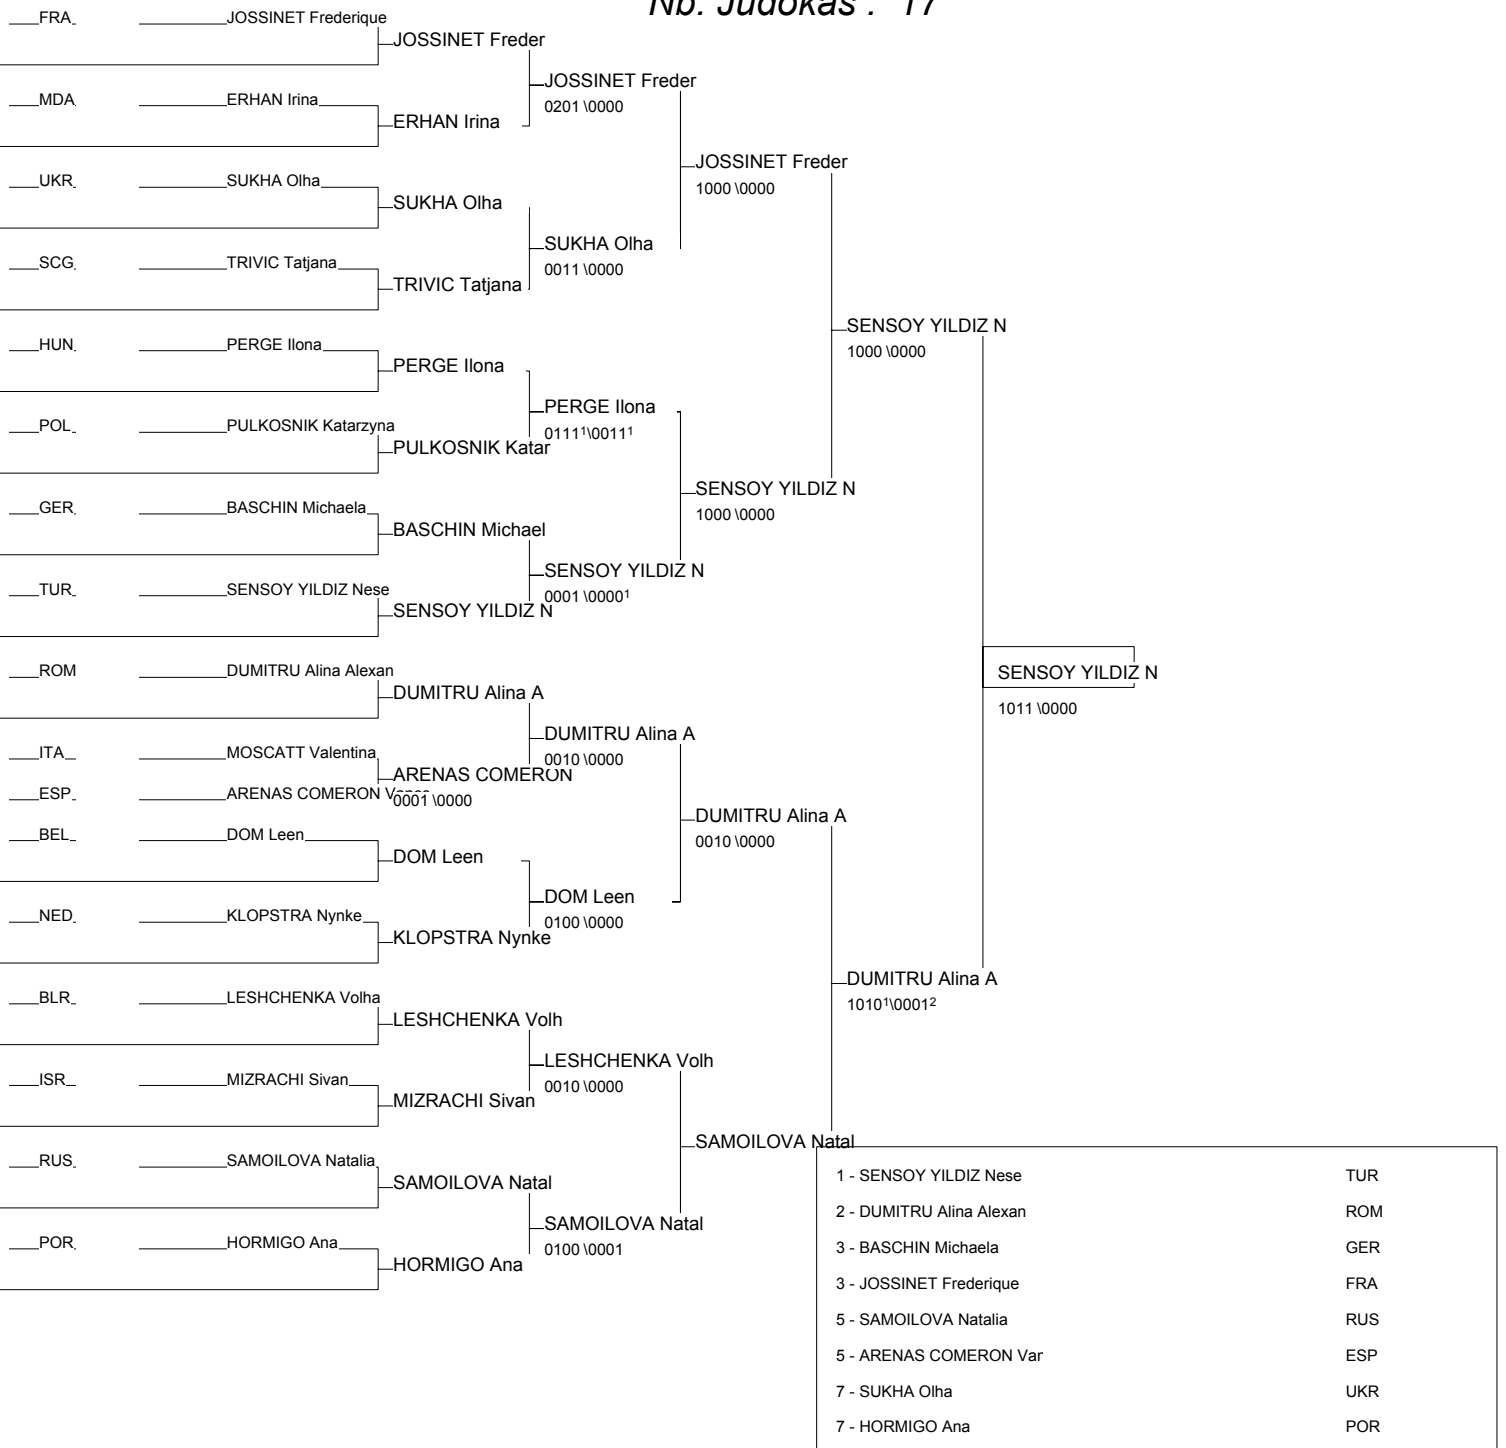 Nb. Judokas : 17
FRA JOSSINET Frederique
JOSSINET Freder
JOSSINET Freder
MDA ERHAN Irina
0201 \0000
ERHAN Irina
JOSSINET Freder
UKR SUKHA Olha
1000 \0000
SUKHA Olha
SUKHA Olha
SCG TRIVIC Tatjana
0011 \0000
TRIVIC Tatjana
SENSOY YILDIZ N
HUN PERGE Ilona
1000 \0000
PERGE Ilona
PERGE Ilona
POL PULKOSNIK Katarzyna
0111¹\0011¹
PULKOSNIK Katar
SENSOY YILDIZ N
GER BASCHIN Michaela
1000 \0000
BASCHIN Michael
SENSOY YILDIZ N
TUR SENSOY YILDIZ Nese
0001 \0000¹
SENSOY YILDIZ N
ROM DUMITRU Alina Alexan
SENSOY YILDIZ N
DUMITRU Alina A
1011 \0000
DUMITRU Alina A
ITA MOSCATT Valentina
0010 \0000
ARENAS COMERON
ESP ARENAS COMERON
0001 \0000
DUMITRU Alina A
BEL DOM Leen
0010 \0000
DOM Leen
DOM Leen
NED KLOPSTRA Nynke
0100 \0000
KLOPSTRA Nynke
DUMITRU Alina A
BLR LESHCHENKA Volha
1010¹\0001²
LESHCHENKA Volh
LESHCHENKA Volh
ISR MIZRACHI Sivan
0010 \0000
MIZRACHI Sivan
SAMOILOVA Natal
RUS SAMOILOVA Natalia
SAMOILOVA Natal
SAMOILOVA Natal
POR HORMIGO Ana
0100 \0001
HORMIGO Ana
1 - SENSOY YILDIZ Nese TUR
2 - DUMITRU Alina Alexan ROM
3 - BASCHIN Michaela GER
3 - JOSSINET Frederique FRA
5 - SAMOILOVA Natalia RUS
5 - ARENAS COMERON Var ESP
7 - SUKHA Olha UKR
7 - HORMIGO Ana POR